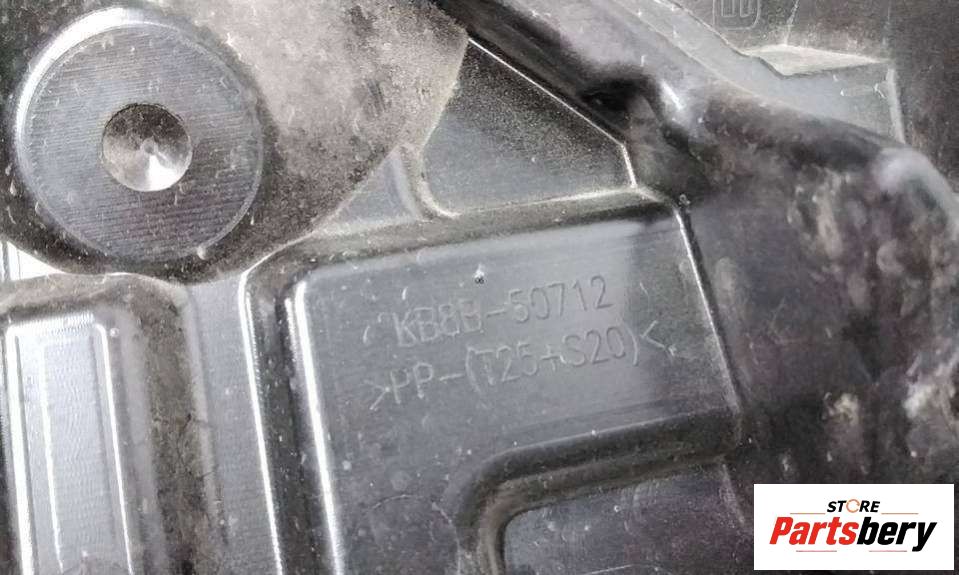 KB8B-50712
>PP-(T25+S20)<
STORE
Partsbery